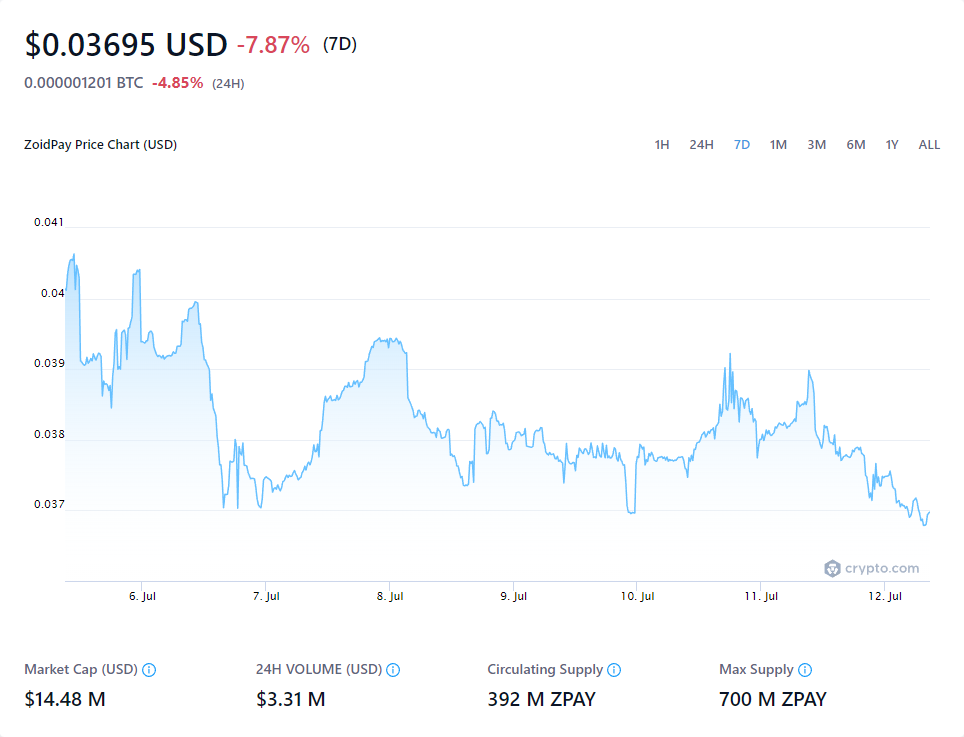 $0.03695 USD -7.87% (7D)
0.000001201 BTC -4.85% (24H)
ZoidPay Price Chart (USD)
1H 24H 7D 1M 3M 6M 1Y ALL
0.041
0.04
0.039
0.038
0.037
crypto.com
6. Jul 7. Jul 8. Jul 9. Jul 10. Jul 11. Jul 12. Jul
Market Cap (USD) 24H VOLUME (USD) Circulating Supply Max Supply
$14.48 M $3.31 M 392 M ZPAY 700 M ZPAY